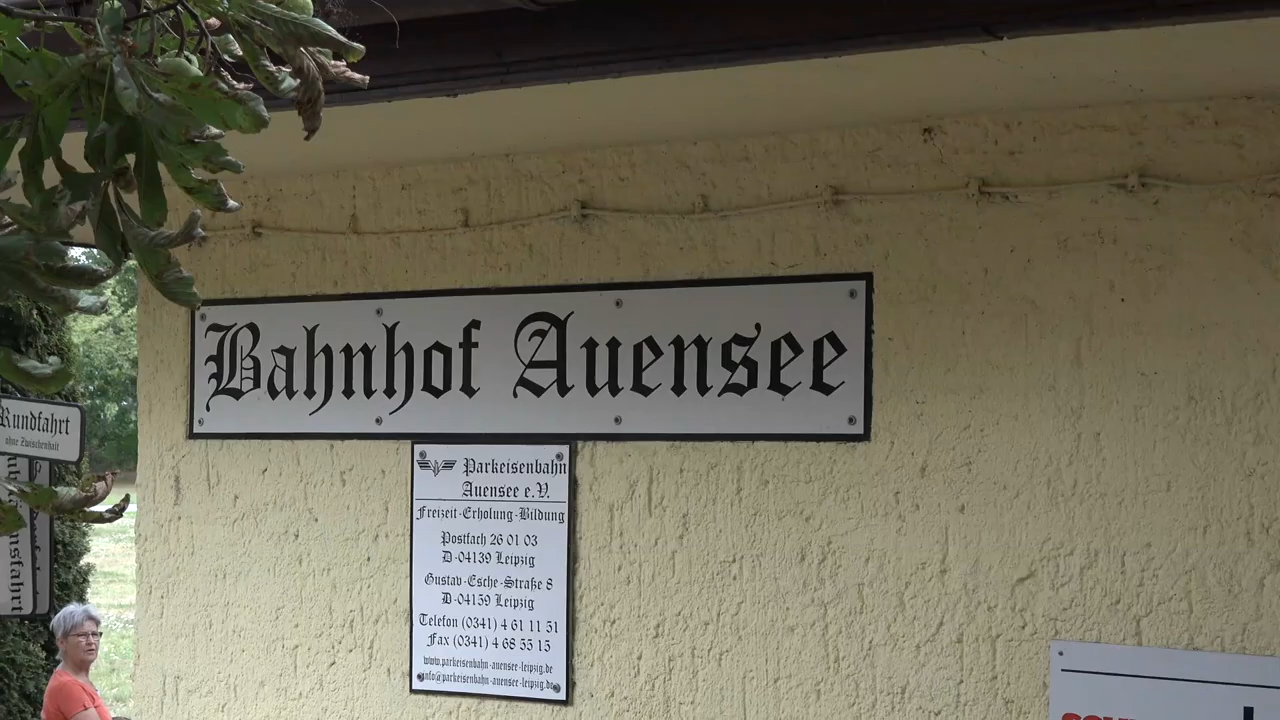 Bahnhof Auensee
Rundfahrt
ohne Zwischenhalt
Parkeisenbahn
Auensee e.V.
Freizeit-Erholung-Bildung
Postfach 26 01 03
D-04139 Leipzig
Gustav-Esche-Straße 8
D-04159 Leipzig
Telefon (0341) 4 61 11 51
Fax (0341) 4 68 55 15
www.parkeisenbahn-auensee-leipzig.de
info@parkeisenbahn-auensee-leipzig.de